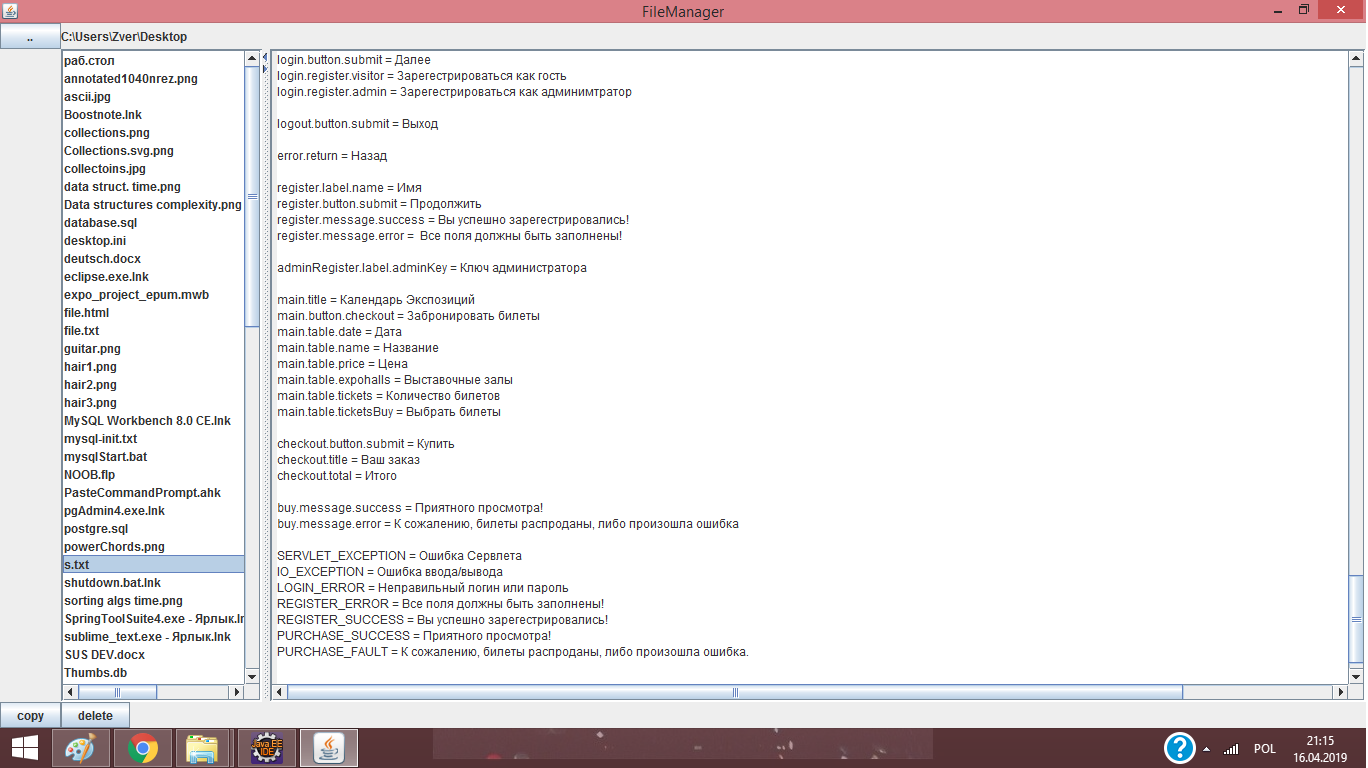 FileManager
..
C:\Users\Zver\Desktop
раб.стол
annotated1040nrez.png
ascii.jpg
Boostnote.lnk
collections.png
Collections.svg.png
collectoins.jpg
data struct. time.png
Data structures complexity.png
database.sql
desktop.ini
deutsch.docx
eclipse.exe.lnk
expo_project_epum.mwb
file.html
file.txt
guitar.png
hair1.png
hair2.png
hair3.png
MySQL Workbench 8.0 CE.lnk
mysql-init.txt
mysqlStart.bat
NOOB.flp
PasteCommandPrompt.ahk
pgAdmin4.exe.lnk
postgre.sql
powerChords.png
s.txt
shutdown.bat.lnk
sorting algs time.png
SpringToolSuite4.exe - Ярлык.ln
sublime_text.exe - Ярлык.lnk
SUS DEV.docx
Thumbs.db
login.button.submit = Далее
login.register.visitor = Зарегестрироваться как гость
login.register.admin = Зарегестрироваться как админимтратор
logout.button.submit = Выход
error.return = Назад
register.label.name = Имя
register.button.submit = Продолжить
register.message.success = Вы успешно зарегестрировались!
register.message.error =  Все поля должны быть заполнены!
adminRegister.label.adminKey = Ключ администратора
main.title = Календарь Экспозиций
main.button.checkout = Забронировать билеты
main.table.date = Дата
main.table.name = Название
main.table.price = Цена
main.table.expohalls = Выставочные залы
main.table.tickets = Количество билетов
main.table.ticketsBuy = Выбрать билеты
checkout.button.submit = Купить
checkout.title = Ваш заказ
checkout.total = Итого
buy.message.success = Приятного просмотра!
buy.message.error = К сожалению, билеты распроданы, либо произошла ошибка
SERVLET_EXCEPTION = Ошибка Сервлета
IO_EXCEPTION = Ошибка ввода/вывода
LOGIN_ERROR = Неправильный логин или пароль
REGISTER_ERROR = Все поля должны быть заполнены!
REGISTER_SUCCESS = Вы успешно зарегестрировались!
PURCHASE_SUCCESS = Приятного просмотра!
PURCHASE_FAULT = К сожалению, билеты распроданы, либо произошла ошибка.
copy
delete
Java EE
IDE
?
POL
21:15
16.04.2019